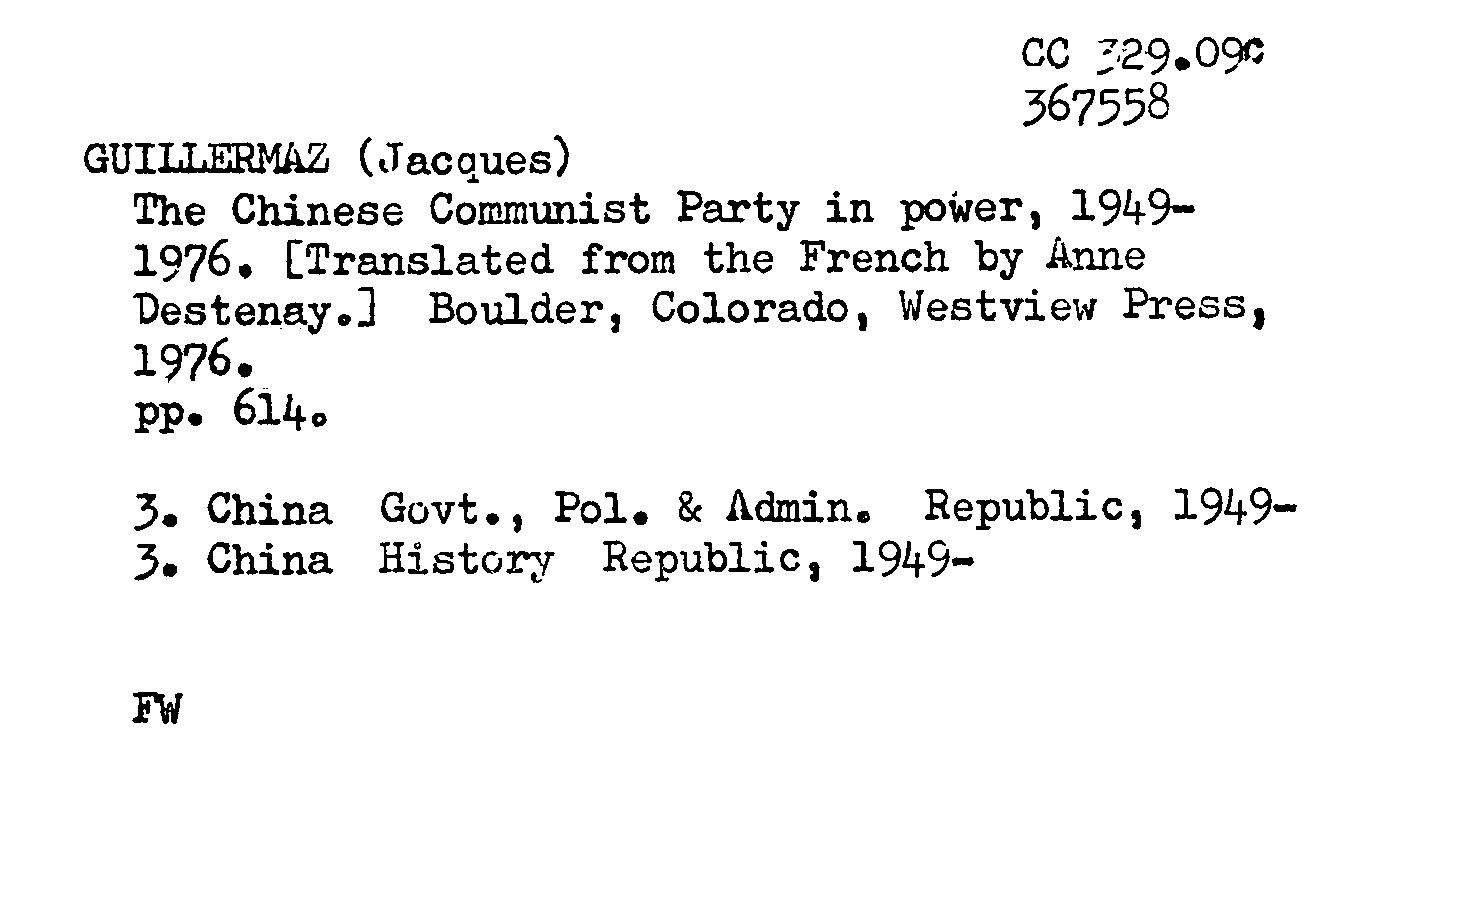 CC 329.09C
367558
GUILLERMAZ (Jacques)
The Chinese Communist Party in power, 1949-
1976. [Translated from the French by Anne
Destenay.] Boulder, Colorado, Westview Press,
1976.
pp. 614.
3. China Govt., Pol. & Admin. Republic, 1949-
3. China History Republic, 1949-
FW